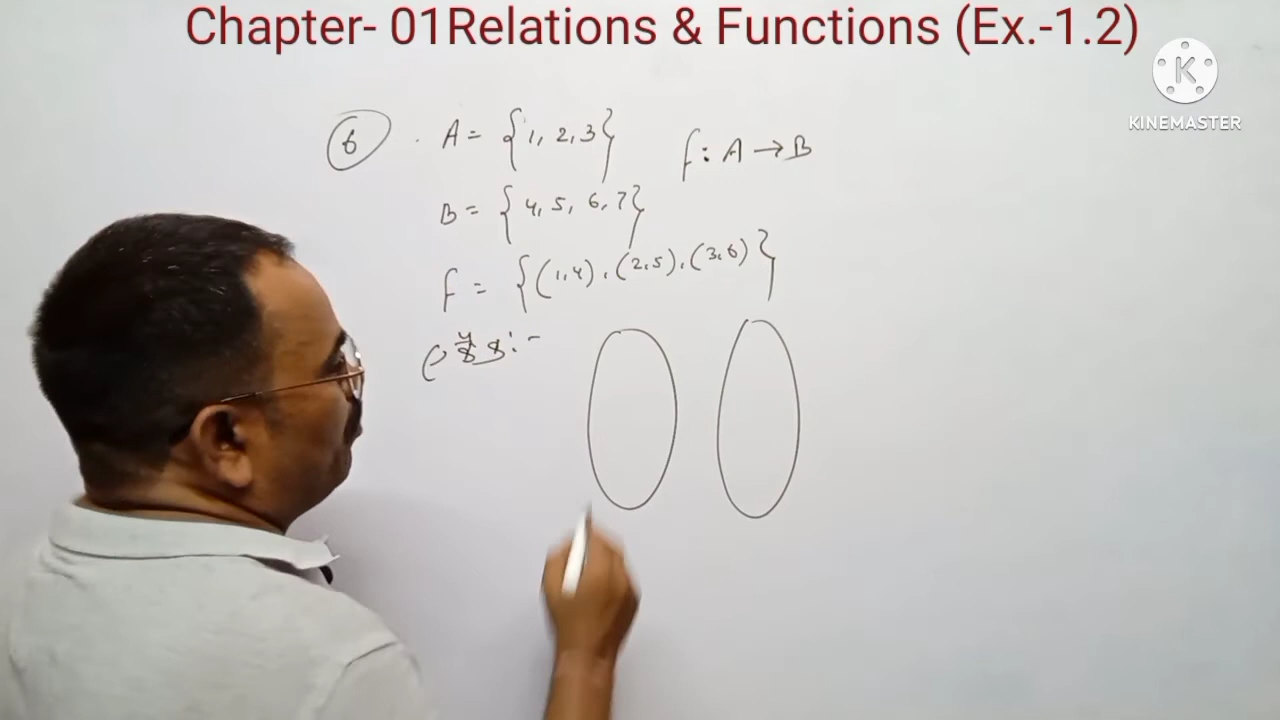 Chapter- 01Relations & Functions (Ex.-1.2)
KINEMASTER
6 A = {1, 2, 3} f : A → B
B = {4, 5, 6, 7}
f = {(1,4), (2,5), (3,6)}